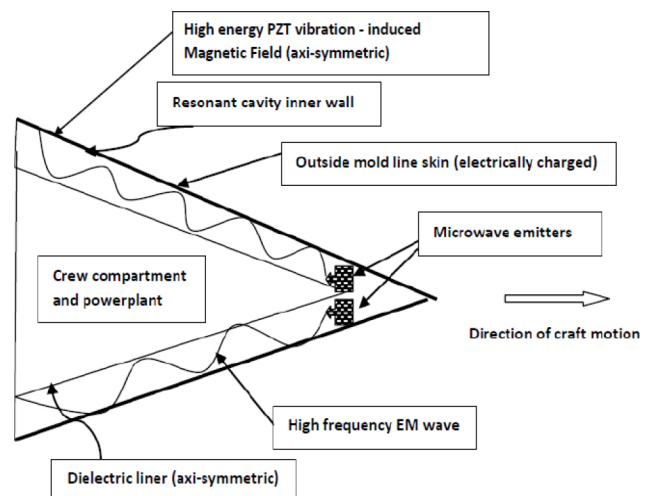 High energy PZT vibration - induced
Magnetic Field (axi-symmetric)
Resonant cavity inner wall
Outside mold line skin (electrically charged)
Microwave emitters
Crew compartment
and powerplant
Direction of craft motion
High frequency EM wave
Dielectric liner (axi-symmetric)